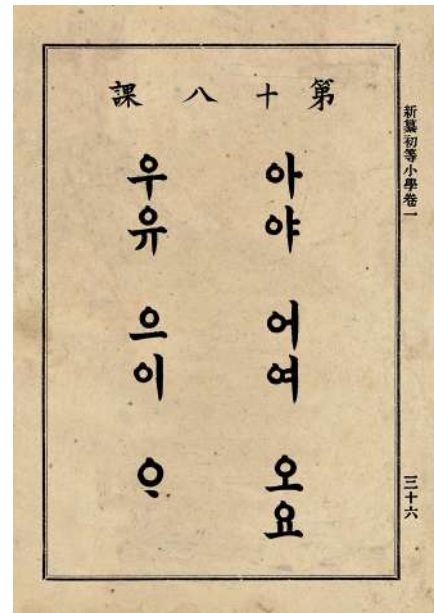 新纂初等小學卷一
第十八課
아야 어여 오요
우유 으이 ᄋᆞ
三十六